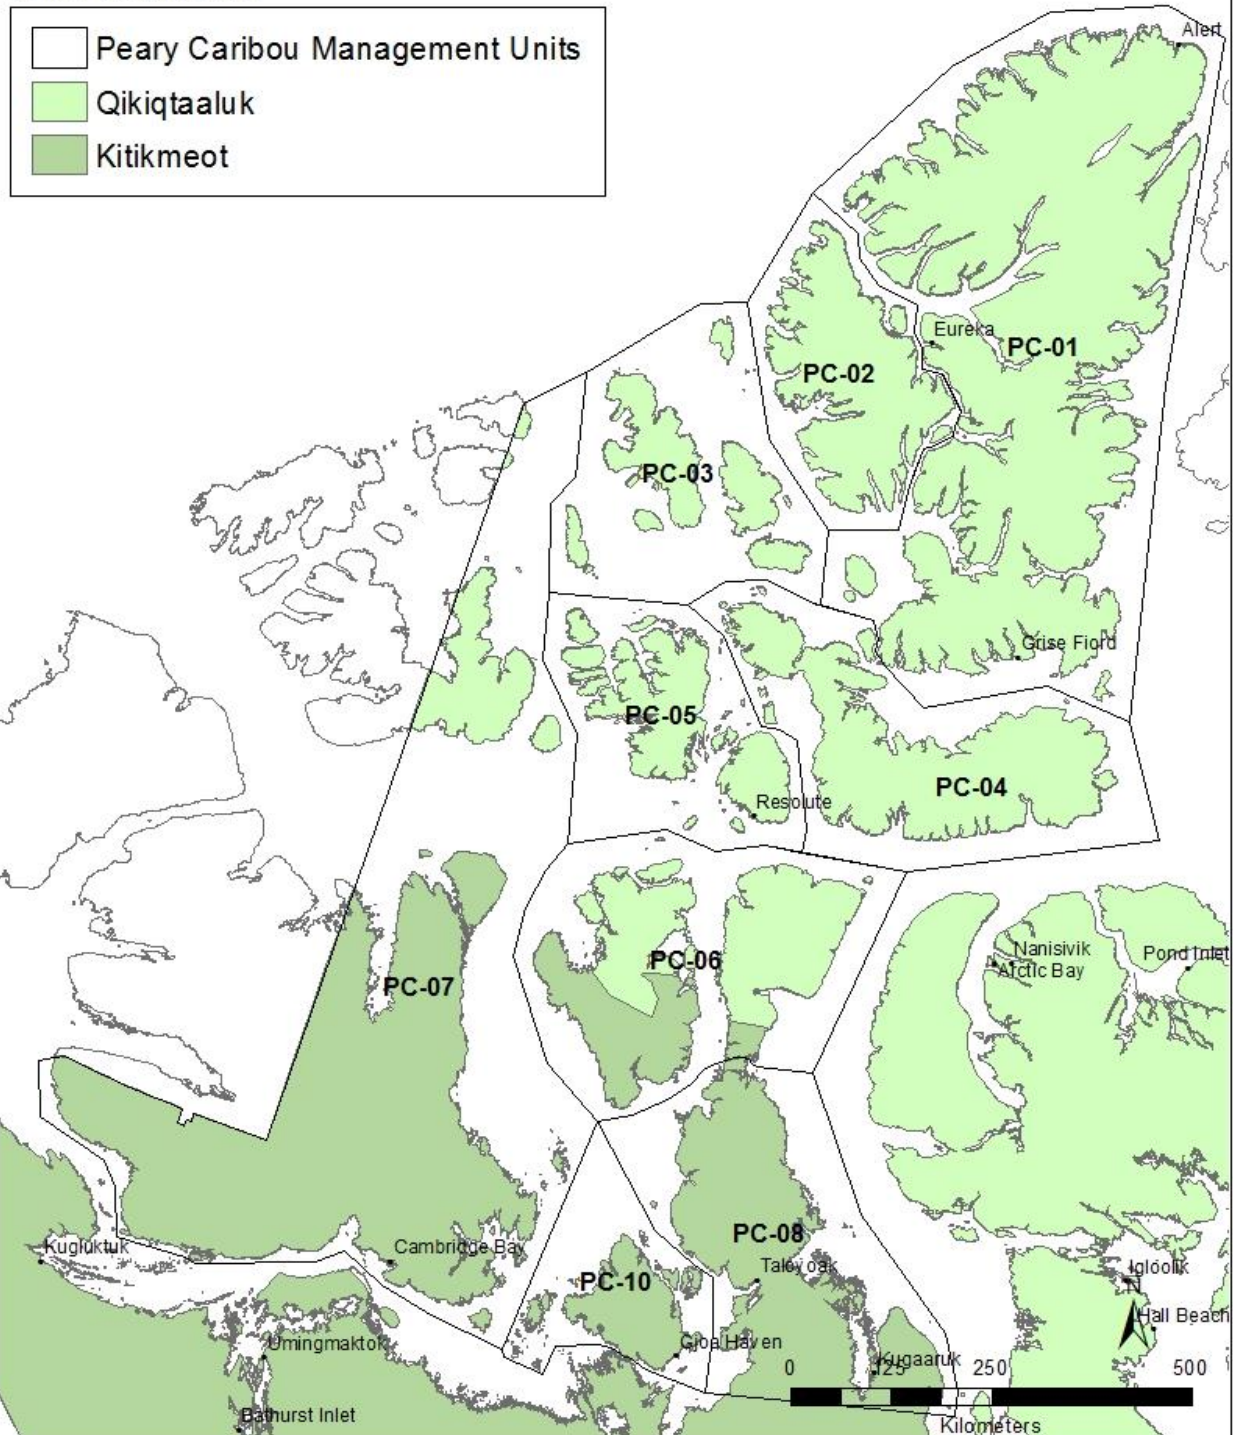 Peary Caribou Management Units
Qikiqtaaluk
Kitikmeot
Alert
Eureka
PC-01
PC-02
PC-03
Grise Fiord
PC-05
PC-04
Resolute
Nanisivik
Pond Inlet
PC-06
Arctic Bay
PC-07
PC-08
Kugluktuk
Cambridge Bay
Taloyoak
Igloolik
PC-10
N
Hall Beach
Umingmaktok
Gjoa Haven
Kugaaruk
0 125 250 500
Bathurst Inlet
Kilometers